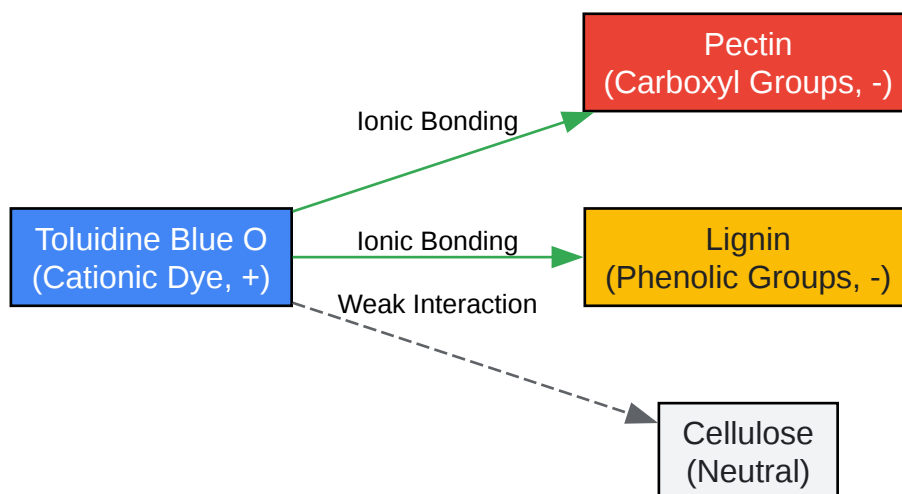 Pectin
(Carboxyl Groups, -)
Ionic Bonding
Toluidine Blue O
(Cationic Dye, +)
Ionic Bonding
Lignin
(Phenolic Groups, -)
Weak Interaction
Cellulose
(Neutral)